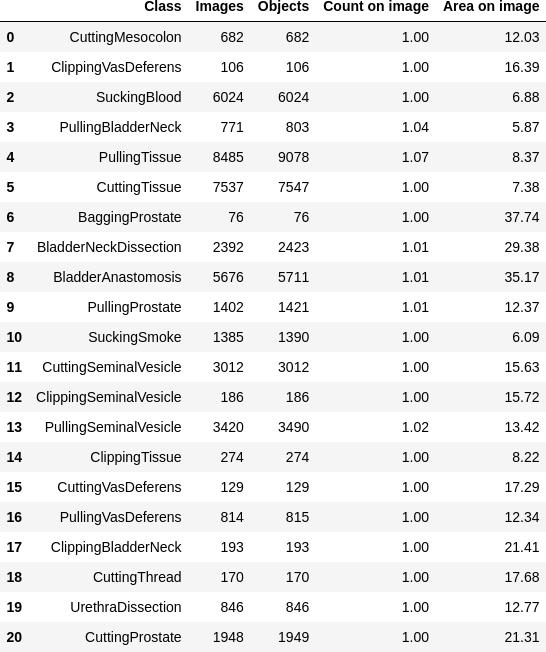 Class Images Objects Count on image Area on image
0 CuttingMesocolon 682 682 1.00 12.03
1 ClippingVasDeferens 106 106 1.00 16.39
2 SuckingBlood 6024 6024 1.00 6.88
3 PullingBladderNeck 771 803 1.04 5.87
4 PullingTissue 8485 9078 1.07 8.37
5 CuttingTissue 7537 7547 1.00 7.38
6 BaggingProstate 76 76 1.00 37.74
7 BladderNeckDissection 2392 2423 1.01 29.38
8 BladderAnastomosis 5676 5711 1.01 35.17
9 PullingProstate 1402 1421 1.01 12.37
10 SuckingSmoke 1385 1390 1.00 6.09
11 CuttingSeminalVesicle 3012 3012 1.00 15.63
12 ClippingSeminalVesicle 186 186 1.00 15.72
13 PullingSeminalVesicle 3420 3490 1.02 13.42
14 ClippingTissue 274 274 1.00 8.22
15 CuttingVasDeferens 129 129 1.00 17.29
16 PullingVasDeferens 814 815 1.00 12.34
17 ClippingBladderNeck 193 193 1.00 21.41
18 CuttingThread 170 170 1.00 17.68
19 UrethraDissection 846 846 1.00 12.77
20 CuttingProstate 1948 1949 1.00 21.31